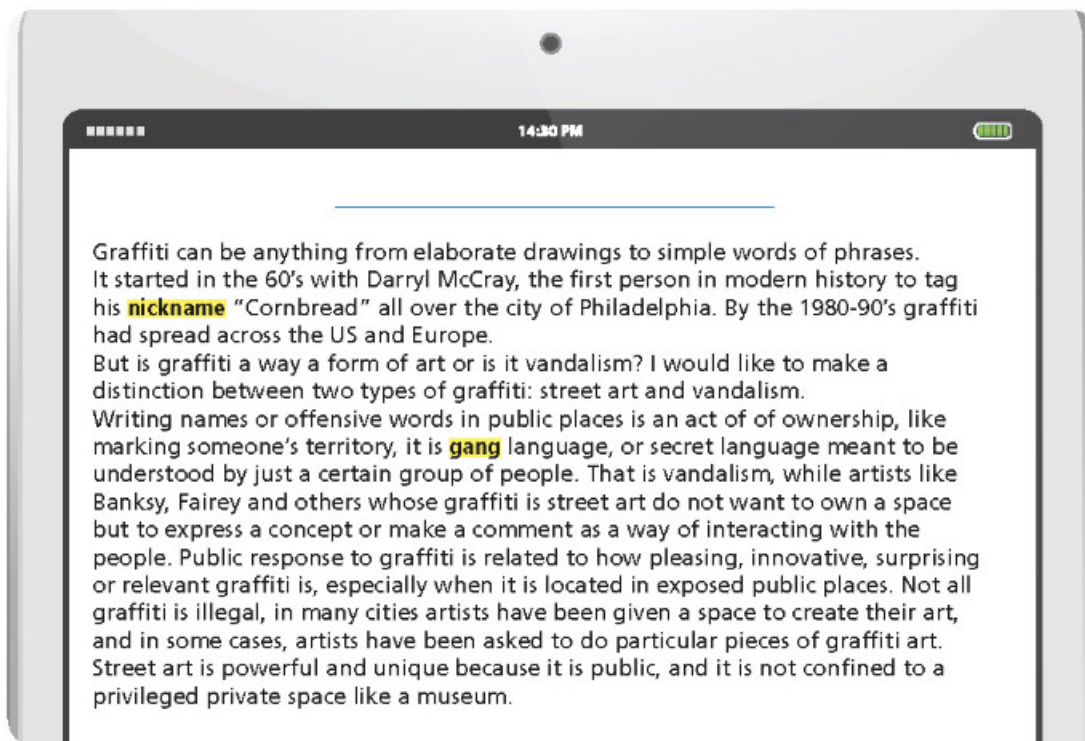 14:30 PM
Graffiti can be anything from elaborate drawings to simple words of phrases.
It started in the 60's with Darryl McCray, the first person in modern history to tag
his nickname “Cornbread” all over the city of Philadelphia. By the 1980-90's graffiti
had spread across the US and Europe.
But is graffiti a way a form of art or is it vandalism? I would like to make a
distinction between two types of graffiti: street art and vandalism.
Writing names or offensive words in public places is an act of of ownership, like
marking someone's territory, it is gang language, or secret language meant to be
understood by just a certain group of people. That is vandalism, while artists like
Banksy, Fairey and others whose graffiti is street art do not want to own a space
but to express a concept or make a comment as a way of interacting with the
people. Public response to graffiti is related to how pleasing, innovative, surprising
or relevant graffiti is, especially when it is located in exposed public places. Not all
graffiti is illegal, in many cities artists have been given a space to create their art,
and in some cases, artists have been asked to do particular pieces of graffiti art.
Street art is powerful and unique because it is public, and it is not confined to a
privileged private space like a museum.